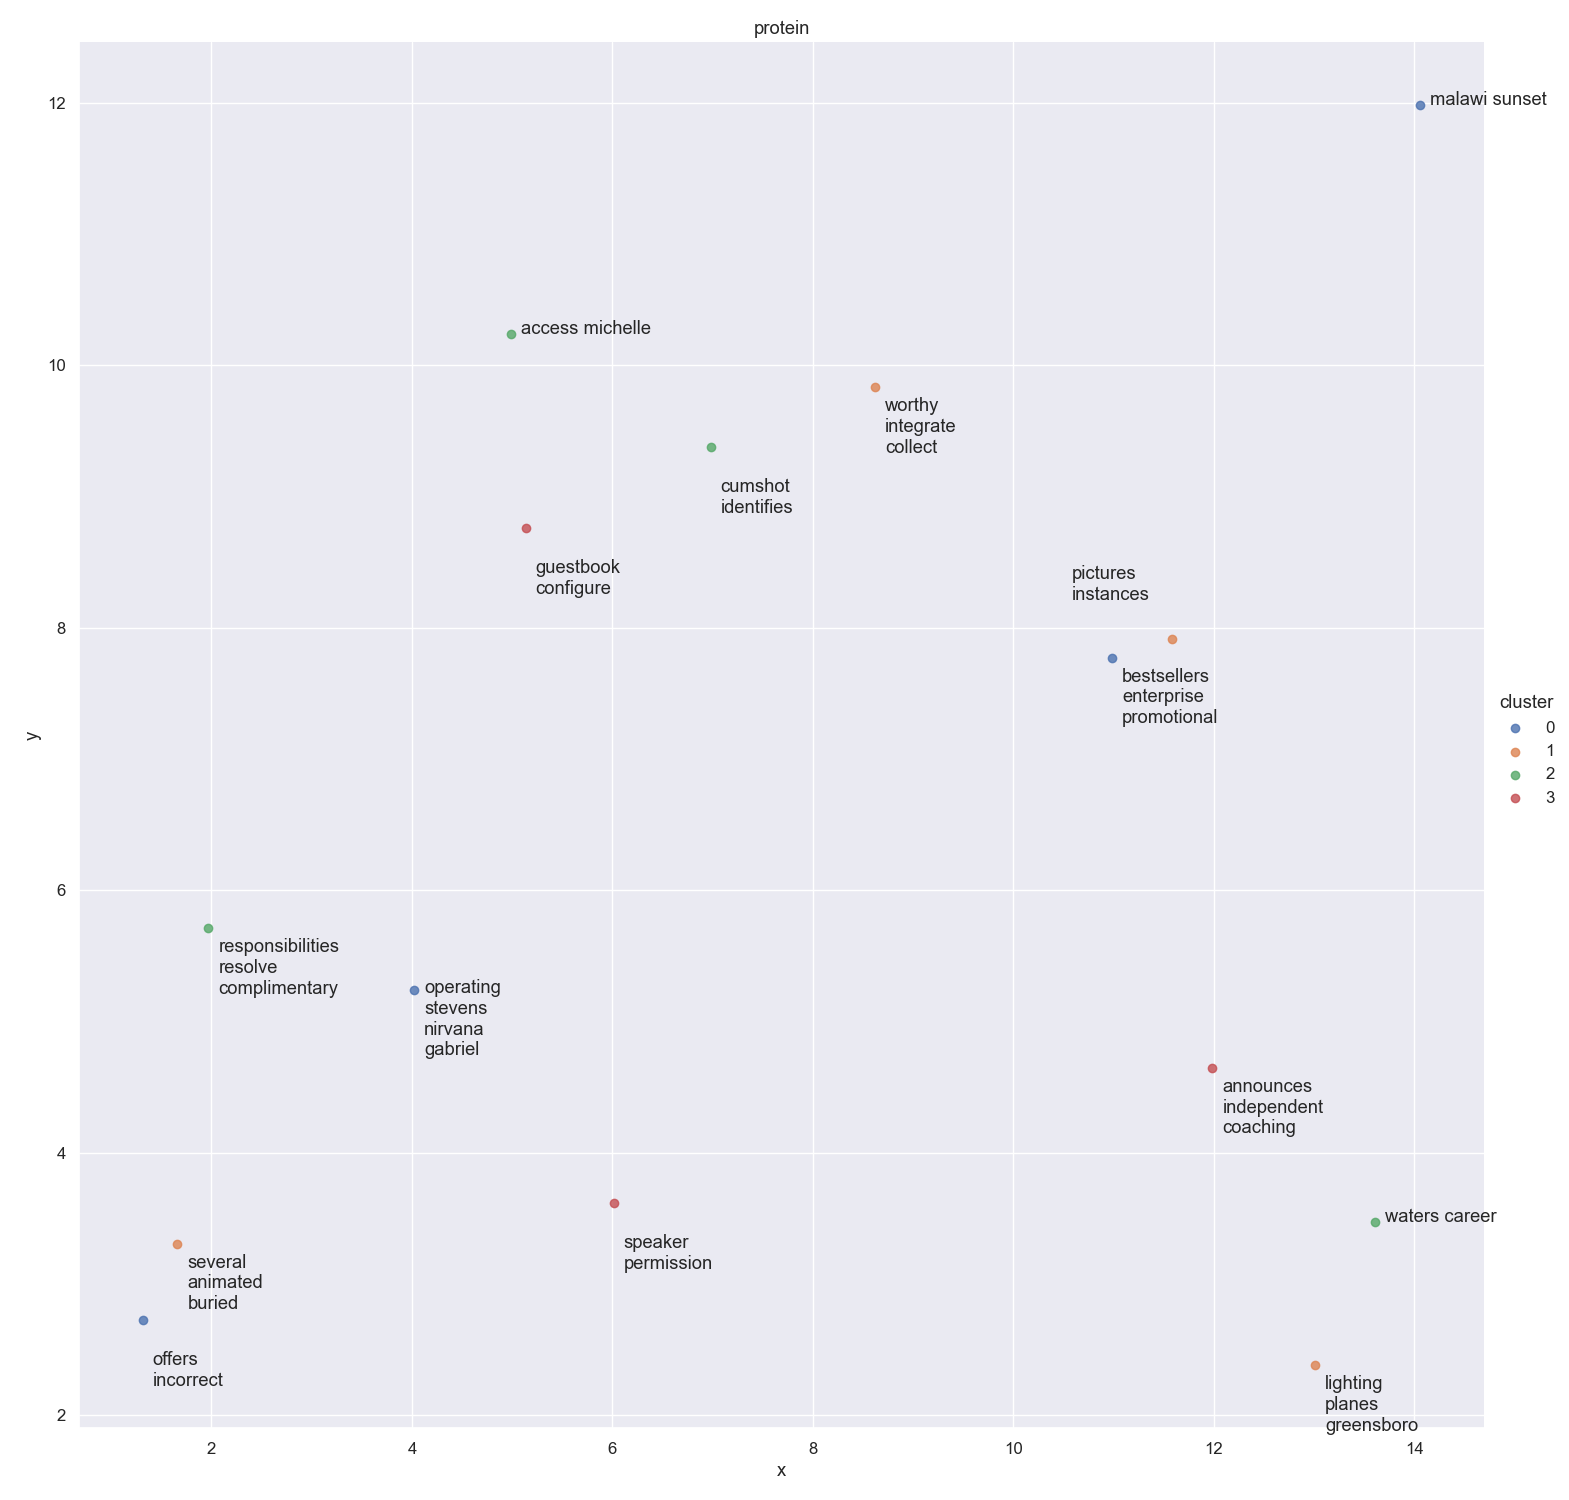 protein
12
malawi sunset
access michelle
10
worthy
integrate
collect
cumshot
identifies
guestbook
configure
pictures
instances
8
bestsellers
enterprise
promotional
cluster
0
1
2
3
y
6
responsibilities
resolve
complimentary
operating
stevens
nirvana
gabriel
announces
independent
coaching
4
waters career
speaker
permission
several
animated
buried
offers
incorrect
lighting
planes
greensboro
2
2 4 6 8 10 12 14
x